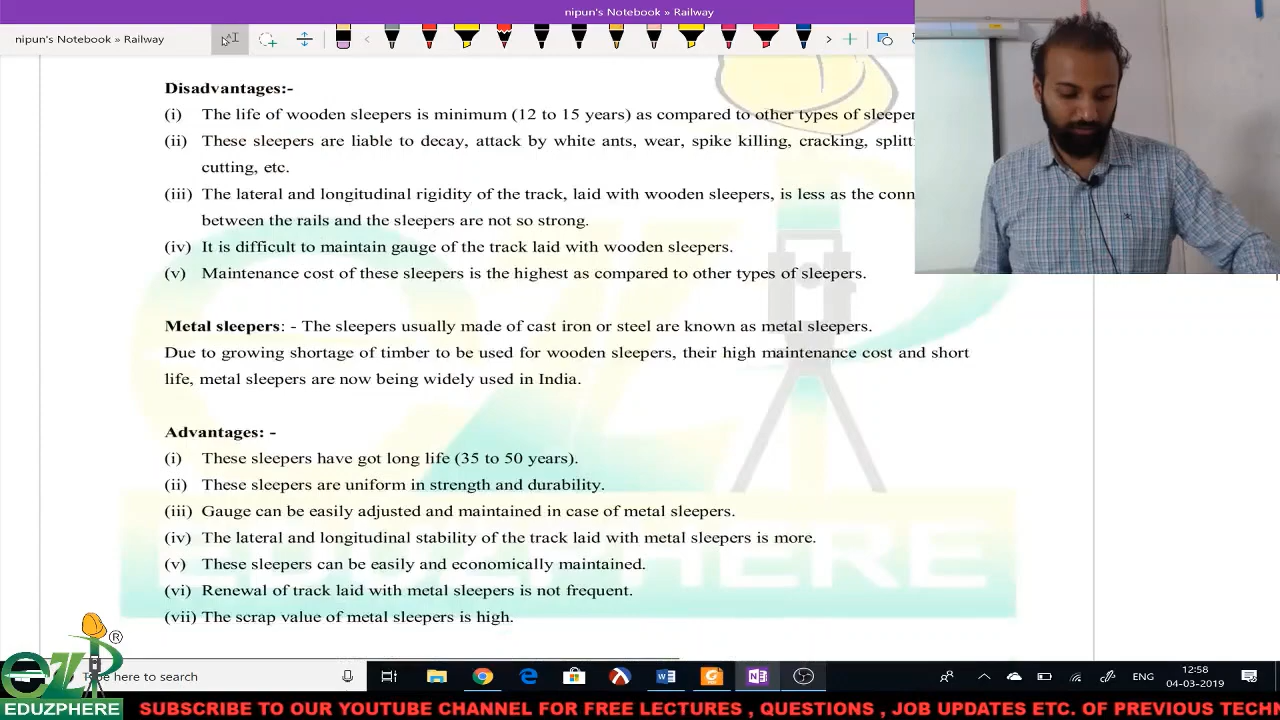 nipun's Notebook » Railway
nipun's Notebook » Railway
Disadvantages:-
(i) The life of wooden sleepers is minimum (12 to 15 years) as compared to other types of sleeper
(ii) These sleepers are liable to decay, attack by white ants, wear, spike killing, cracking, splitt
cutting, etc.
(iii) The lateral and longitudinal rigidity of the track, laid with wooden sleepers, is less as the conn
between the rails and the sleepers are not so strong.
(iv) It is difficult to maintain gauge of the track laid with wooden sleepers.
(v) Maintenance cost of these sleepers is the highest as compared to other types of sleepers.
Metal sleepers: - The sleepers usually made of cast iron or steel are known as metal sleepers.
Due to growing shortage of timber to be used for wooden sleepers, their high maintenance cost and short
life, metal sleepers are now being widely used in India.
Advantages: -
(i) These sleepers have got long life (35 to 50 years).
(ii) These sleepers are uniform in strength and durability.
(iii) Gauge can be easily adjusted and maintained in case of metal sleepers.
(iv) The lateral and longitudinal stability of the track laid with metal sleepers is more.
(v) These sleepers can be easily and economically maintained.
(vi) Renewal of track laid with metal sleepers is not frequent.
(vii) The scrap value of metal sleepers is high.
EDUZPHERE
®
ezp
Type here to search
ENG
12:58
04-03-2019
EDUZPHERE
SUBSCRIBE TO OUR YOUTUBE CHANNEL FOR FREE LECTURES , QUESTIONS , JOB UPDATES ETC. OF PREVIOUS TECHN